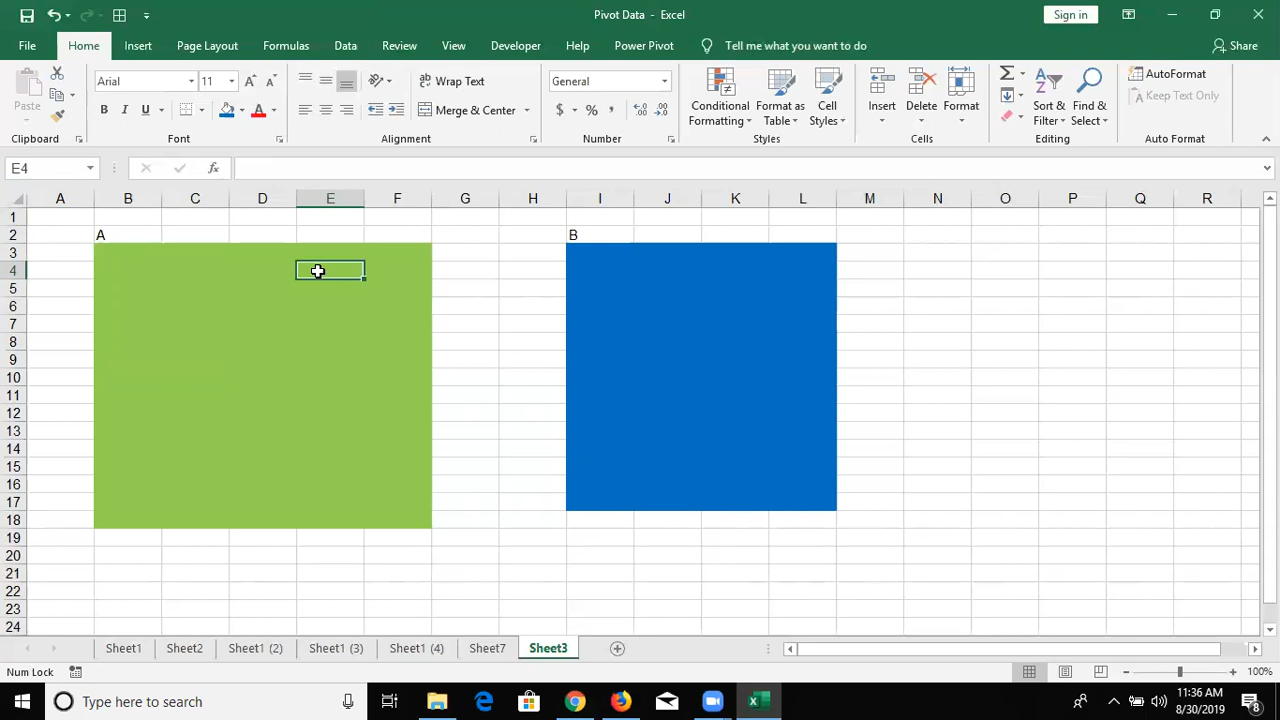 Pivot Data - Excel
Sign in
File Home Insert Page Layout Formulas Data Review View Developer Help Power Pivot Tell me what you want to do Share
Paste
Clipboard
Arial 11
B I U A
Font
Wrap Text
Merge & Center
Alignment
General
$ % ,
Number
Conditional Formatting
Format as Table
Cell Styles
Styles
Insert Delete Format
Cells
Sort & Filter
Find & Select
Editing
AutoFormat
Keep Text Only
Auto Format
E4 fx
A B C D E F G H I J K L M N O P Q R
1
2 A B
3
4
5
6
7
8
9
10
11
12
13
14
15
16
17
18
19
20
21
22
23
24
Sheet1 Sheet2 Sheet1 (2) Sheet1 (3) Sheet1 (4) Sheet7 Sheet3
Num Lock 100%
Type here to search
11:36 AM
8/30/2019
8